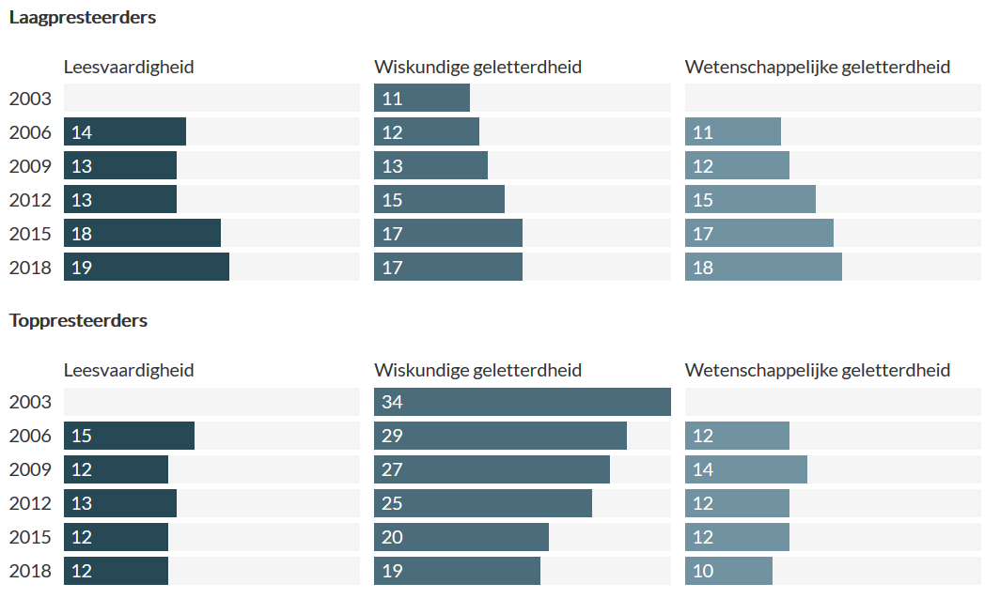 Laagpresteerders
Leesvaardigheid Wiskundige geletterdheid Wetenschappelijke geletterdheid
2003 11
2006 14 12 11
2009 13 13 12
2012 13 15 15
2015 18 17 17
2018 19 17 18
Toppresteerders
Leesvaardigheid Wiskundige geletterdheid Wetenschappelijke geletterdheid
2003 34
2006 15 29 12
2009 12 27 14
2012 13 25 12
2015 12 20 12
2018 12 19 10